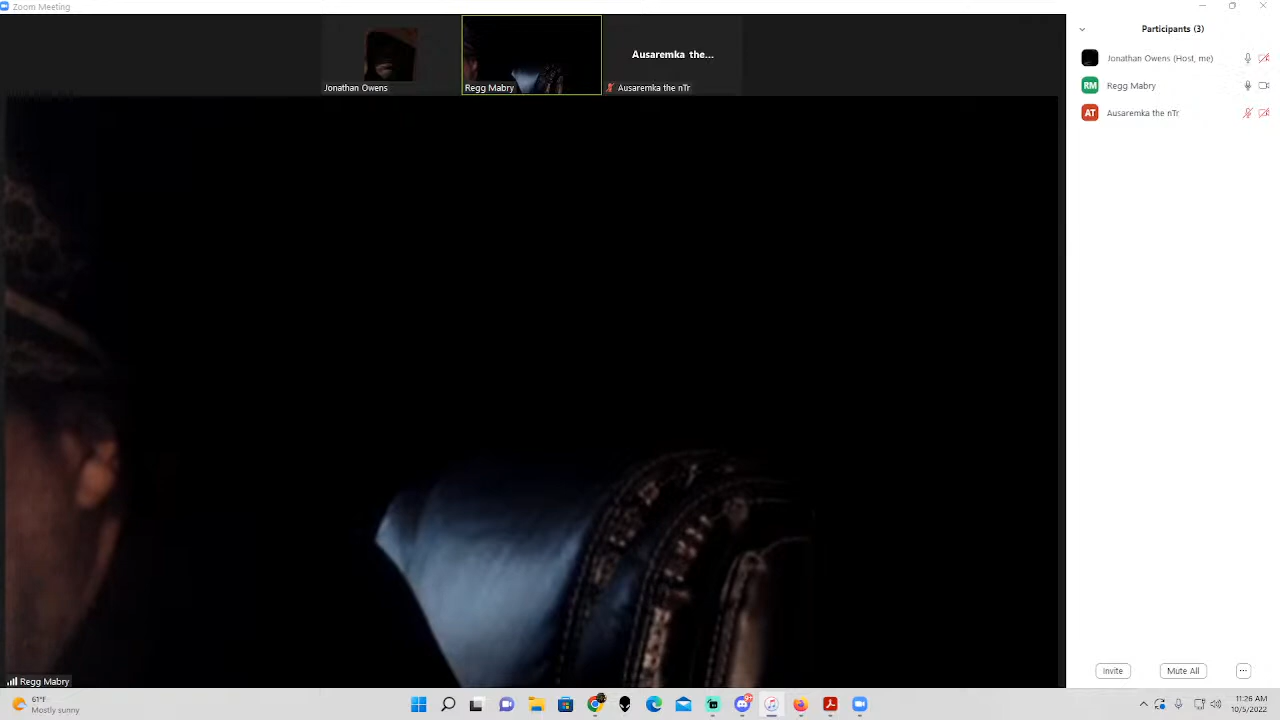 Zoom Meeting
Jonathan Owens
Regg Mabry
Ausaremka the...
Ausaremka the nTr
Participants (3)
Jonathan Owens (Host, me)
RM Regg Mabry
AT Ausaremka the nTr
Regg Mabry
Invite
Mute All
61°F
Mostly sunny
11:26 AM
10/5/2022